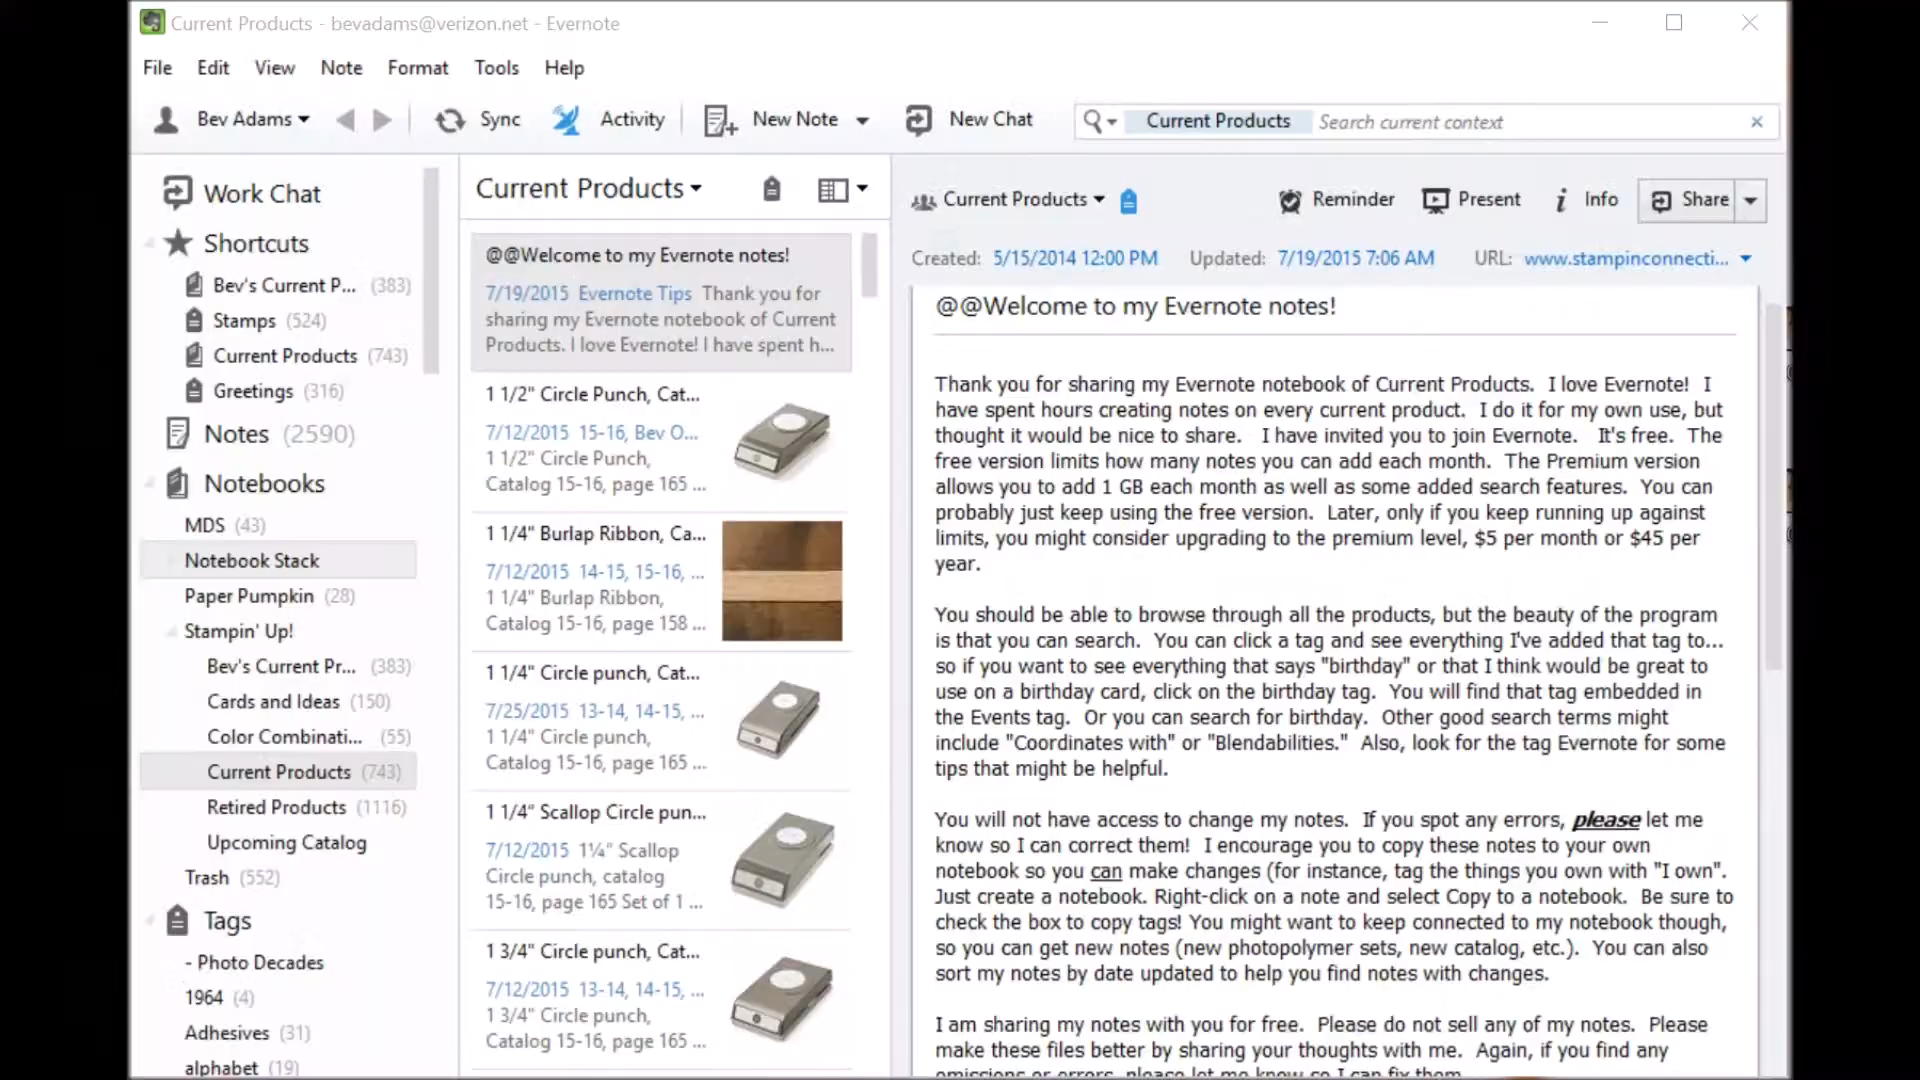 Current Products - bevadams@verizon.net - Evernote
File Edit View Note Format Tools Help
Bev Adams Sync Activity New Note New Chat Current Products Search current context
Work Chat
Shortcuts
Bev's Current P... (383)
Stamps (524)
Current Products (743)
Greetings (316)
Notes (2590)
Notebooks
MDS (43)
Notebook Stack
Paper Pumpkin (28)
Stampin' Up!
Bev's Current Pr... (383)
Cards and Ideas (150)
Color Combinati... (55)
Current Products (743)
Retired Products (1116)
Upcoming Catalog
Trash (552)
Tags
- Photo Decades
1964 (4)
Adhesives (31)
alphabet (19)
Current Products
@@Welcome to my Evernote notes!
7/19/2015 Evernote Tips Thank you for
sharing my Evernote notebook of Current
Products. I love Evernote! I have spent h...
1 1/2" Circle Punch, Cat...
7/12/2015 15-16, Bev O...
1 1/2" Circle Punch,
Catalog 15-16, page 165 ...
1 1/4" Burlap Ribbon, Ca...
7/12/2015 14-15, 15-16, ...
1 1/4" Burlap Ribbon,
Catalog 15-16, page 158 ...
1 1/4" Circle punch, Cat...
7/25/2015 13-14, 14-15, ...
1 1/4" Circle punch,
Catalog 15-16, page 165 ...
1 1/4" Scallop Circle pun...
7/12/2015 1¼" Scallop
Circle punch, catalog
15-16, page 165 Set of 1 ...
1 3/4" Circle punch, Cat...
7/12/2015 13-14, 14-15, ...
1 3/4" Circle punch,
Catalog 15-16, page 165 ...
Current Products Reminder Present Info Share
Created: 5/15/2014 12:00 PM Updated: 7/19/2015 7:06 AM URL: www.stampinconnecti...
@@Welcome to my Evernote notes!
Thank you for sharing my Evernote notebook of Current Products. I love Evernote! I
have spent hours creating notes on every current product. I do it for my own use, but
thought it would be nice to share. I have invited you to join Evernote. It's free. The
free version limits how many notes you can add each month. The Premium version
allows you to add 1 GB each month as well as some added search features. You can
probably just keep using the free version. Later, only if you keep running up against
limits, you might consider upgrading to the premium level, $5 per month or $45 per
year.
You should be able to browse through all the products, but the beauty of the program
is that you can search. You can click a tag and see everything I've added that tag to...
so if you want to see everything that says "birthday" or that I think would be great to
use on a birthday card, click on the birthday tag. You will find that tag embedded in
the Events tag. Or you can search for birthday. Other good search terms might
include "Coordinates with" or "Blendabilities." Also, look for the tag Evernote for some
tips that might be helpful.
You will not have access to change my notes. If you spot any errors, please let me
know so I can correct them! I encourage you to copy these notes to your own
notebook so you can make changes (for instance, tag the things you own with "I own".
Just create a notebook. Right-click on a note and select Copy to a notebook. Be sure to
check the box to copy tags! You might want to keep connected to my notebook though,
so you can get new notes (new photopolymer sets, new catalog, etc.). You can also
sort my notes by date updated to help you find notes with changes.
I am sharing my notes with you for free. Please do not sell any of my notes. Please
make these files better by sharing your thoughts with me. Again, if you find any
omissions or errors, please let me know so I can fix them.